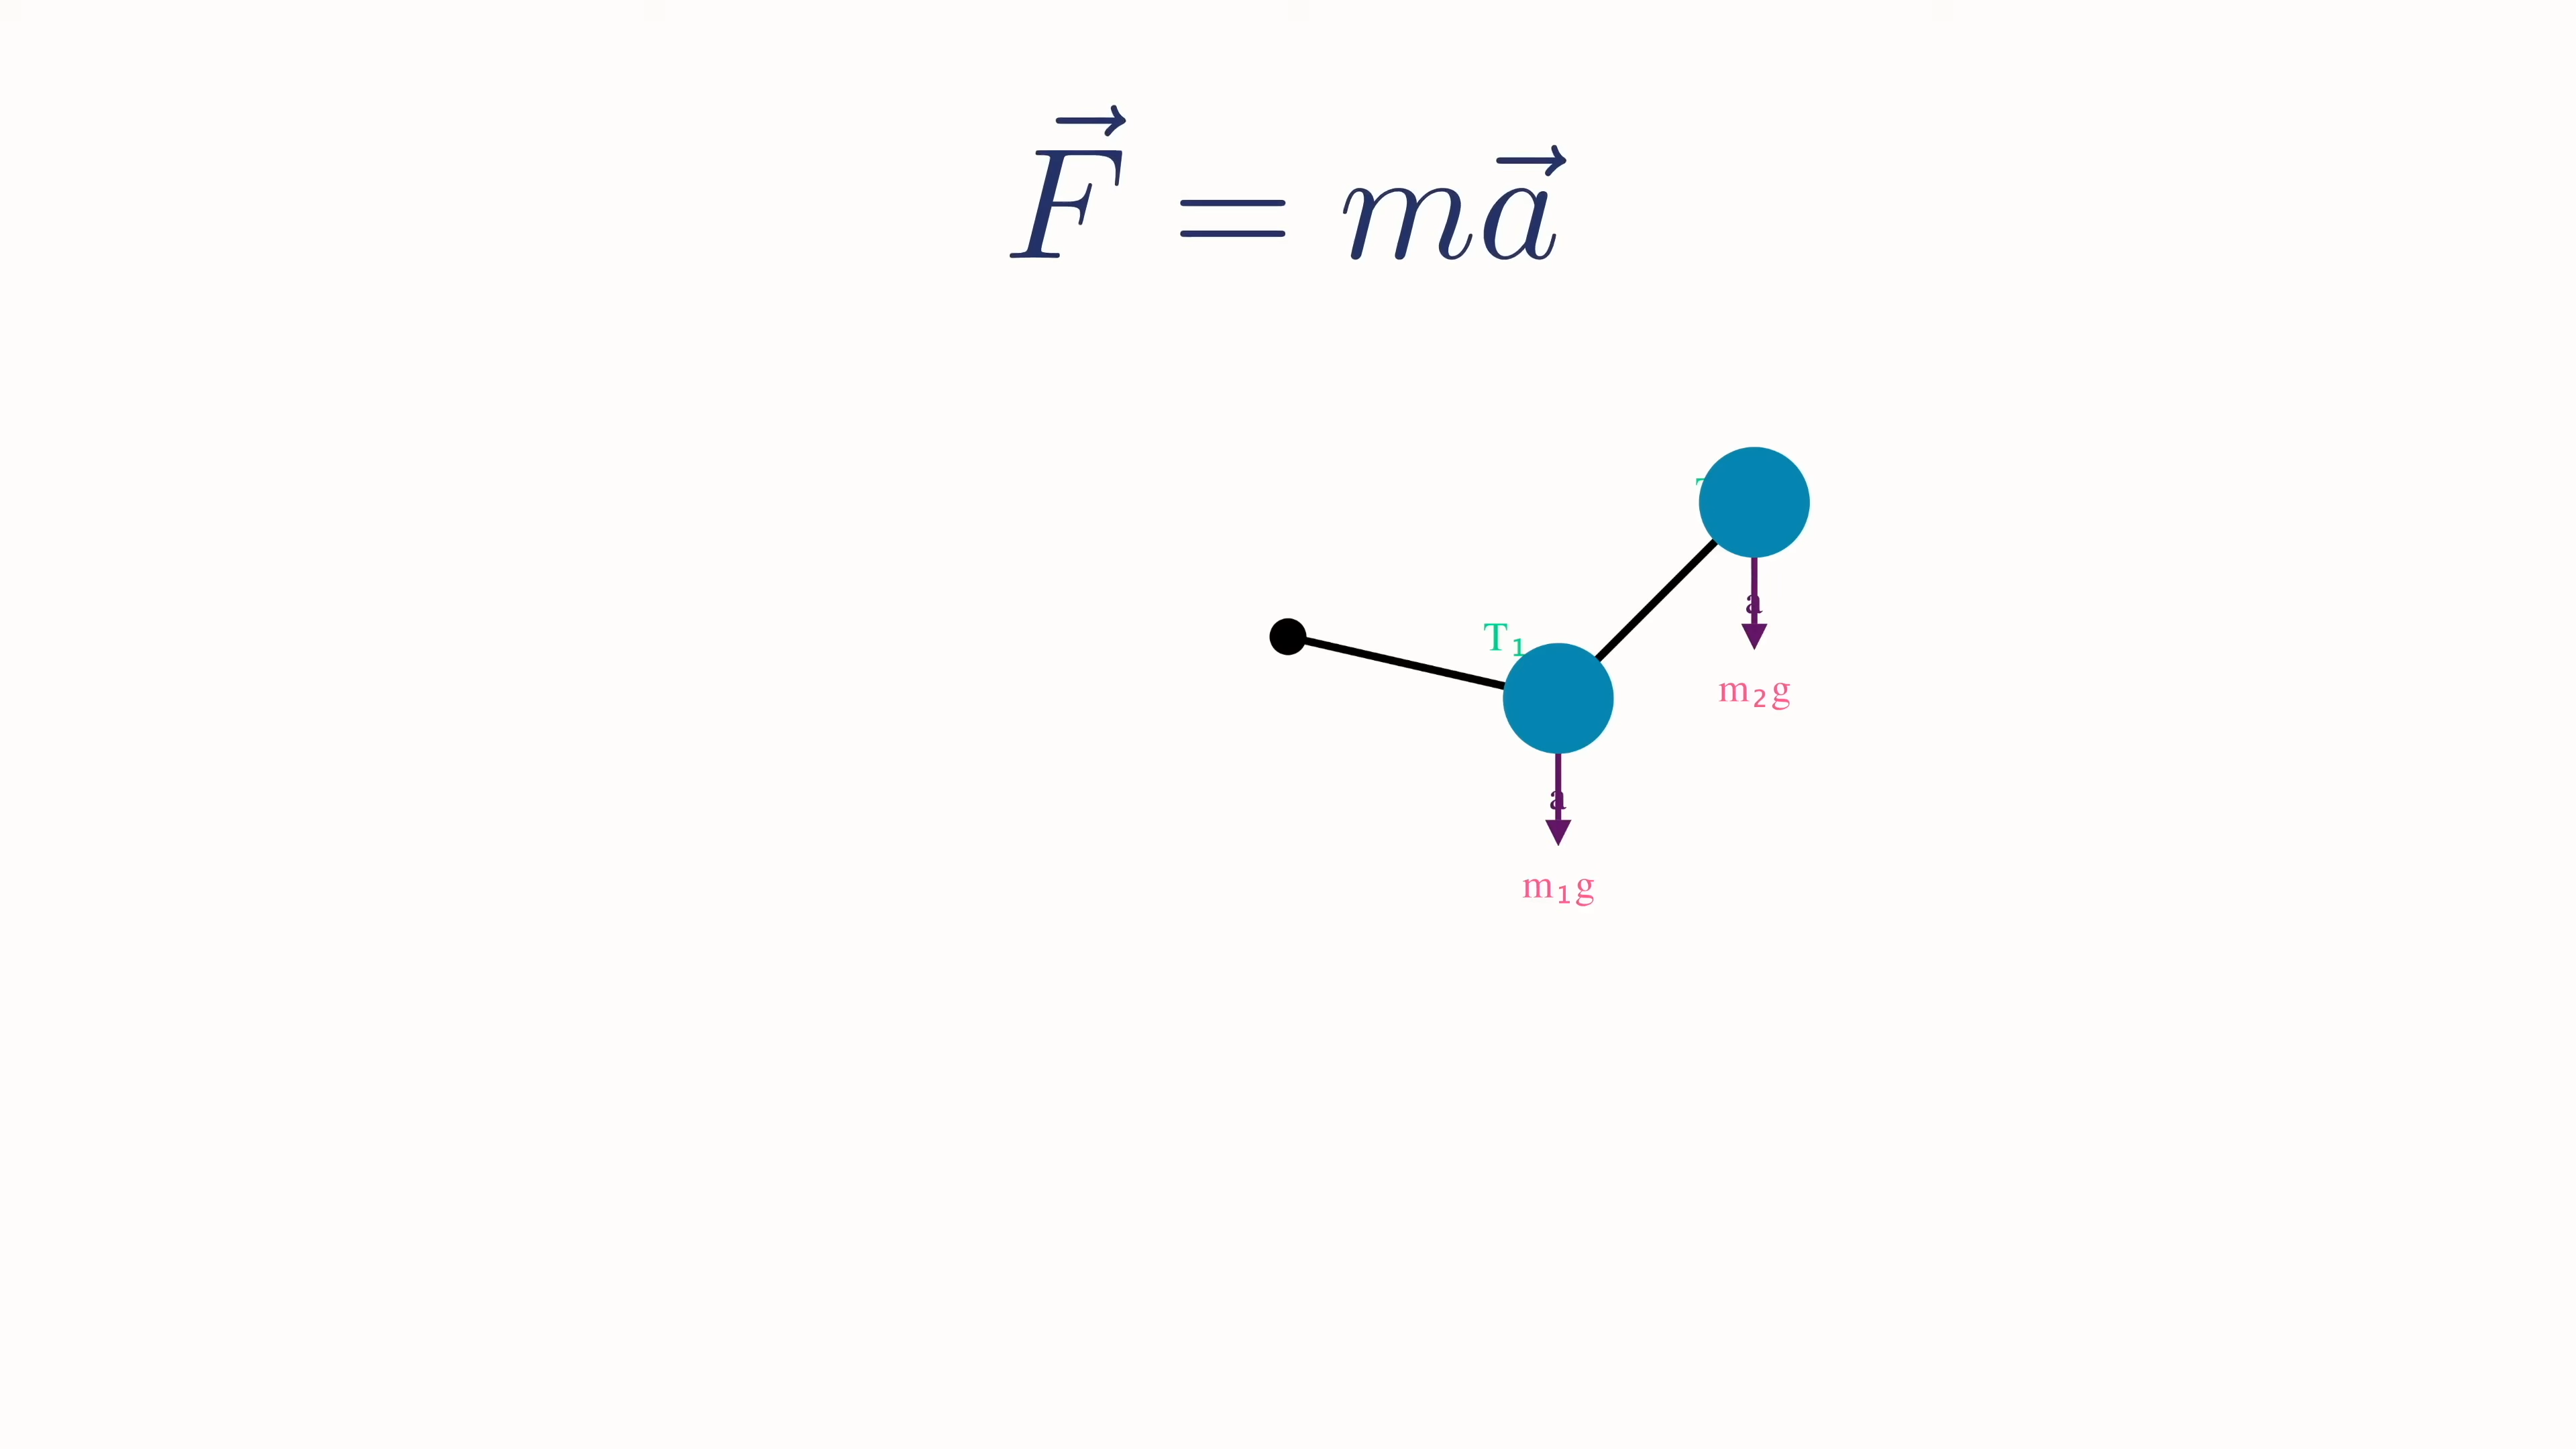 F⃗ = ma⃗
T₁
a
m₂g
a
m₁g